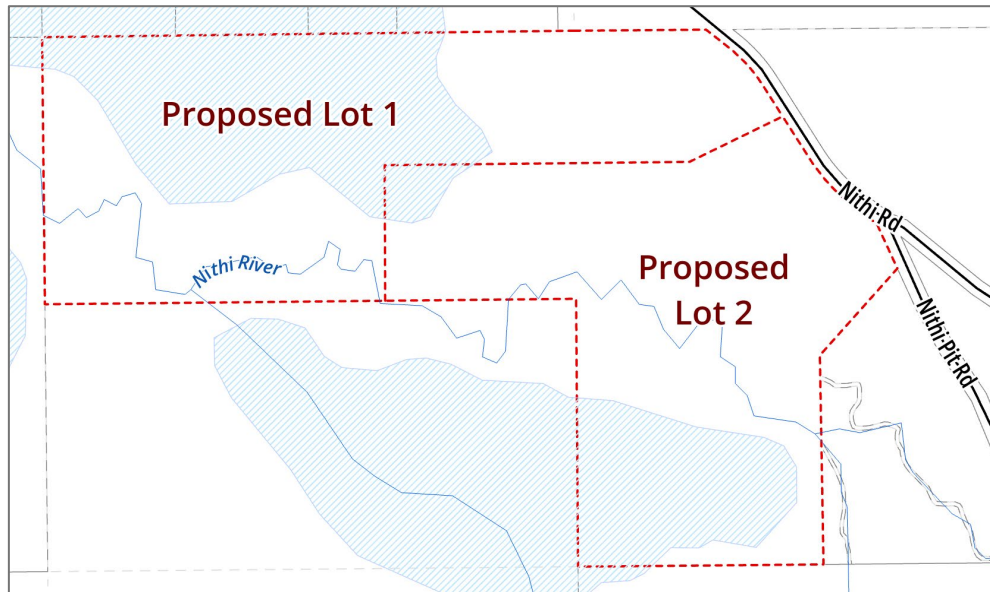 Proposed Lot 1
Nithi Rd
Nithi River
Proposed
Lot 2
Nithi Pit Rd